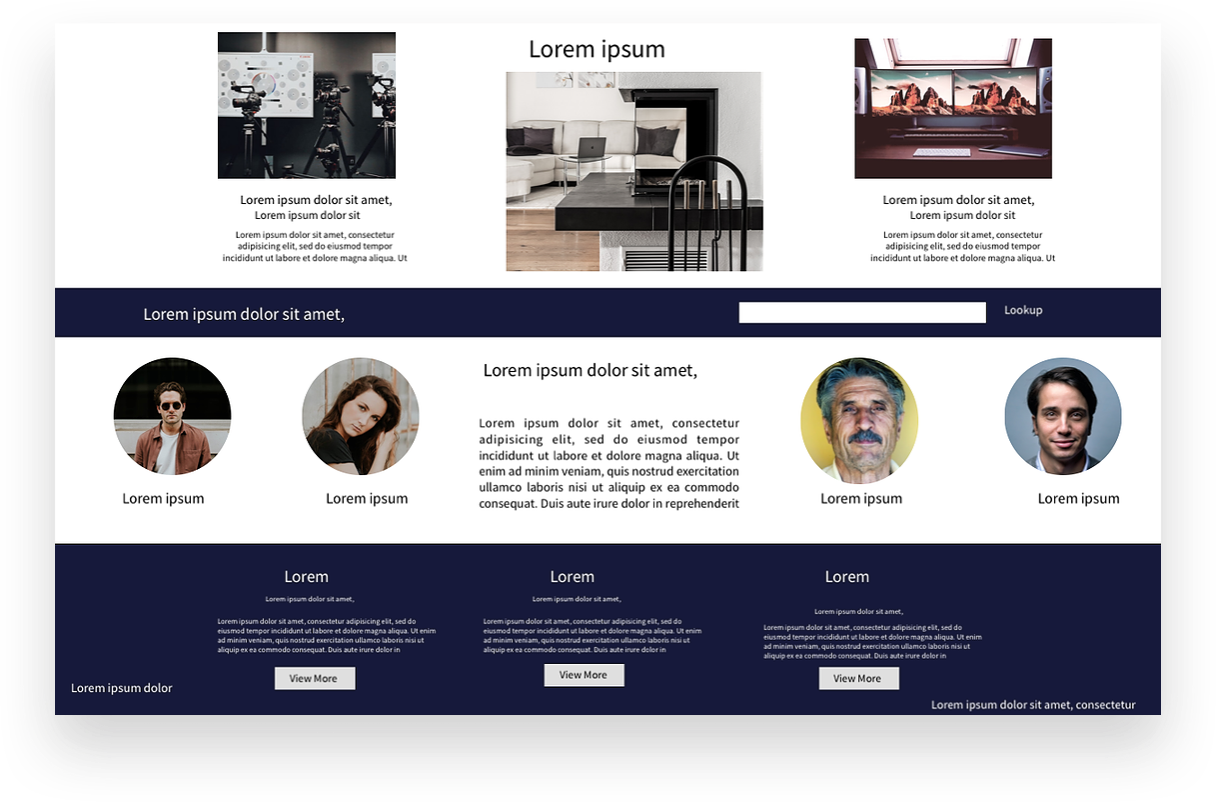 Lorem ipsum
Lorem ipsum dolor sit amet,
Lorem ipsum dolor sit
Lorem ipsum dolor sit amet, consectetur
adipisicing elit, sed do eiusmod tempor
incididunt ut labore et dolore magna aliqua. Ut
Lorem ipsum dolor sit amet,
Lorem ipsum dolor sit
Lorem ipsum dolor sit amet, consectetur
adipisicing elit, sed do eiusmod tempor
incididunt ut labore et dolore magna aliqua. Ut
Lorem ipsum dolor sit amet,
Lookup
Lorem ipsum
Lorem ipsum
Lorem ipsum dolor sit amet,
Lorem ipsum dolor sit amet, consectetur
adipisicing elit, sed do eiusmod tempor
incididunt ut labore et dolore magna aliqua. Ut
enim ad minim veniam, quis nostrud exercitation
ullamco laboris nisi ut aliquip ex ea commodo
consequat. Duis aute irure dolor in reprehenderit
Lorem ipsum
Lorem ipsum
Lorem
Lorem ipsum dolor sit amet,
Lorem ipsum dolor sit amet, consectetur adipisicing elit, sed do
eiusmod tempor incididunt ut labore et dolore magna aliqua. Ut enim
ad minim veniam, quis nostrud exercitation ullamco laboris nisi ut
aliquip ex ea commodo consequat. Duis aute irure dolor in
View More
Lorem
Lorem ipsum dolor sit amet,
Lorem ipsum dolor sit amet, consectetur adipisicing elit, sed do
eiusmod tempor incididunt ut labore et dolore magna aliqua. Ut enim
ad minim veniam, quis nostrud exercitation ullamco laboris nisi ut
aliquip ex ea commodo consequat. Duis aute irure dolor in
View More
Lorem
Lorem ipsum dolor sit amet,
Lorem ipsum dolor sit amet, consectetur adipisicing elit, sed do
eiusmod tempor incididunt ut labore et dolore magna aliqua. Ut enim
ad minim veniam, quis nostrud exercitation ullamco laboris nisi ut
aliquip ex ea commodo consequat. Duis aute irure dolor in
View More
Lorem ipsum dolor
Lorem ipsum dolor sit amet, consectetur